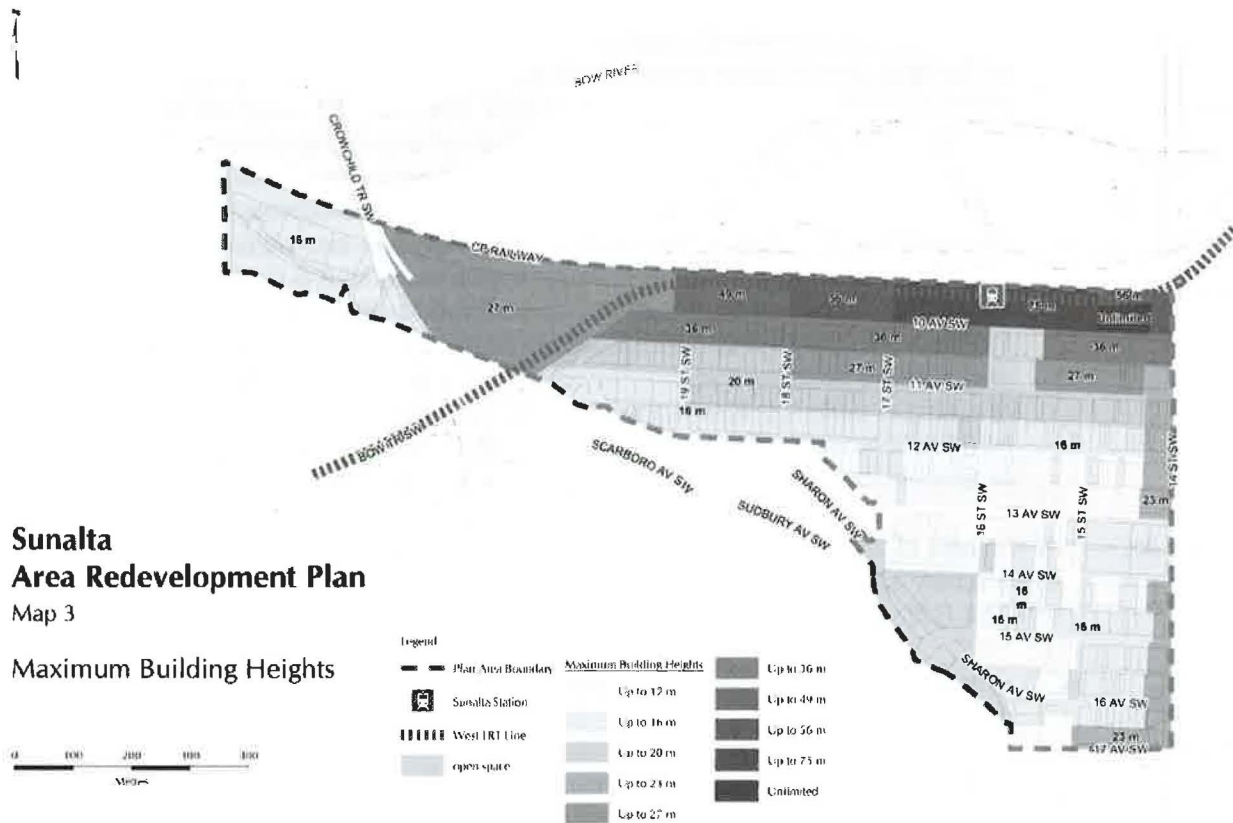 BOW RIVER
CROWCHILD TR SW
CP RAILWAY
16 m
27 m
49 m
56 m
75 m
56 m
Unlimited
10 AV SW
36 m
36 m
36 m
27 m
27 m
11 AV SW
19 ST SW
18 ST SW
17 ST SW
20 m
16 m
12 AV SW
16 m
14 ST SW
BOW TR SW
SCARBORO AV SW
SHARON AV SW
SUDBURY AV SW
16 ST SW
15 ST SW
23 m
13 AV SW
14 AV SW
16 m
16 m
16 m
15 AV SW
SHARON AV SW
16 AV SW
23 m
17 AV SW
Sunalta
Area Redevelopment Plan
Map 3
Maximum Building Heights
0 100 200 300 400
Metres
Legend
Plan Area Boundary
Sunalta Station
West LRT Line
open space
Maximum Building Heights
Up to 12 m
Up to 16 m
Up to 20 m
Up to 23 m
Up to 27 m
Up to 36 m
Up to 49 m
Up to 56 m
Up to 75 m
Unlimited